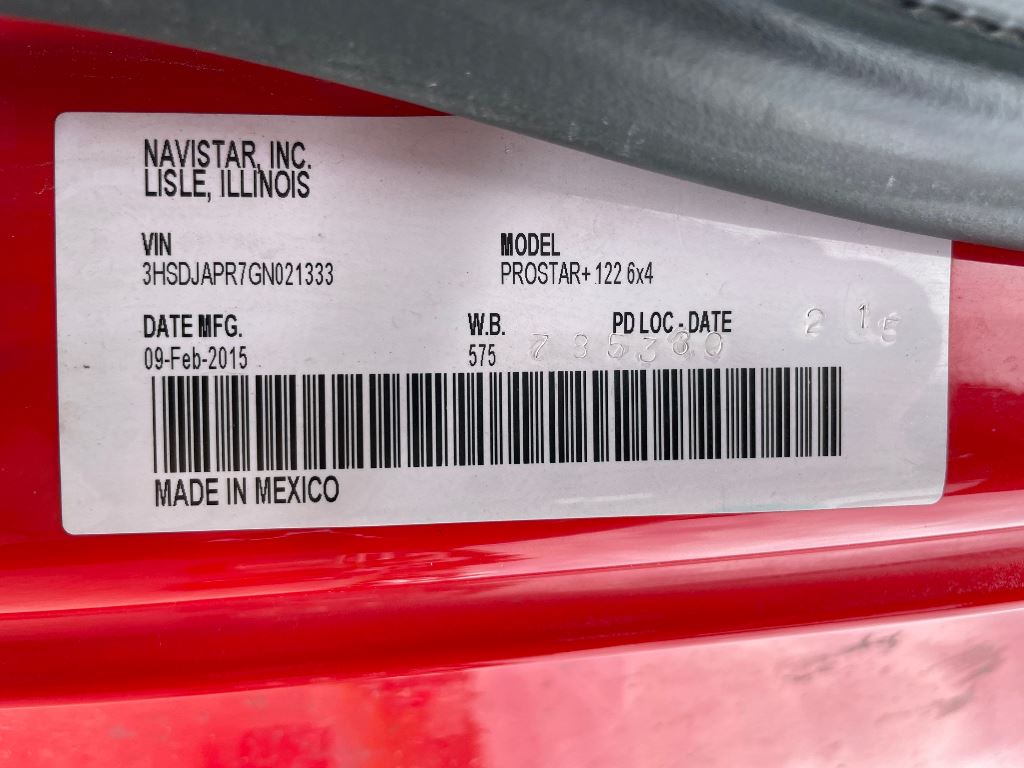 NAVISTAR, INC.
LISLE, ILLINOIS
VIN MODEL
3HSDJAPR7GN021333 PROSTAR+ 122 6x4
DATE MFG. W.B. PD LOC - DATE
09-Feb-2015 575
MADE IN MEXICO